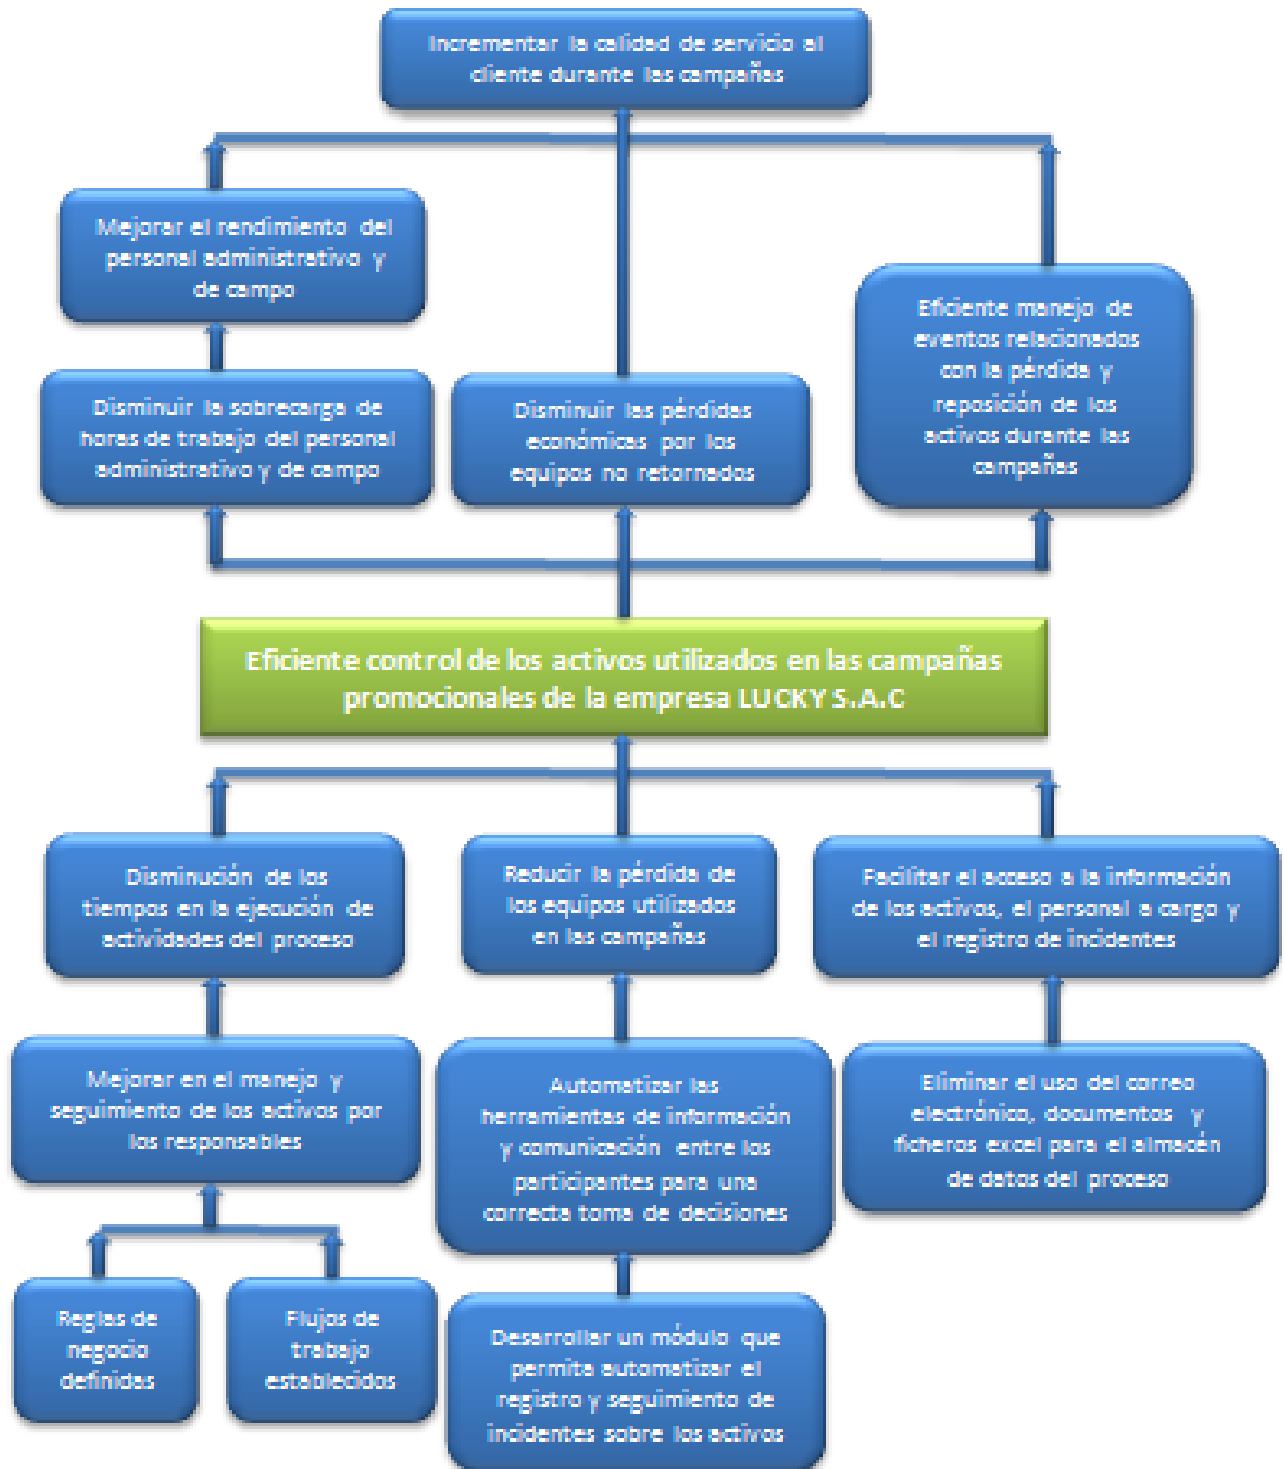 Incrementar la calidad de servicio al
cliente durante las campañas
Mejorar el rendimiento del
personal administrativo y
de campo
Eficiente manejo de
eventos relacionados
con la pérdida y
reposición de los
activos durante las
campañas
Disminuir la sobrecarga de
horas de trabajo del personal
administrativo y de campo
Disminuir las pérdidas
económicas por los
equipos no retornados
Eficiente control de los activos utilizados en las campañas
promocionales de la empresa LUCKY S.A.C
Disminución de los
tiempos en la ejecución de
actividades del proceso
Reducir la pérdida de
los equipos utilizados
en las campañas
Facilitar el acceso a la información
de los activos, el personal a cargo y
el registro de incidentes
Mejorar en el manejo y
seguimiento de los activos por
los responsables
Automatizar las
herramientas de información
y comunicación entre los
participantes para una
correcta toma de decisiones
Eliminar el uso del correo
electrónico, documentos y
ficheros excel para el almacén
de datos del proceso
Reglas de
negocio
definidas
Flujos de
trabajo
establecidos
Desarrollar un módulo que
permita automatizar el
registro y seguimiento de
incidentes sobre los activos